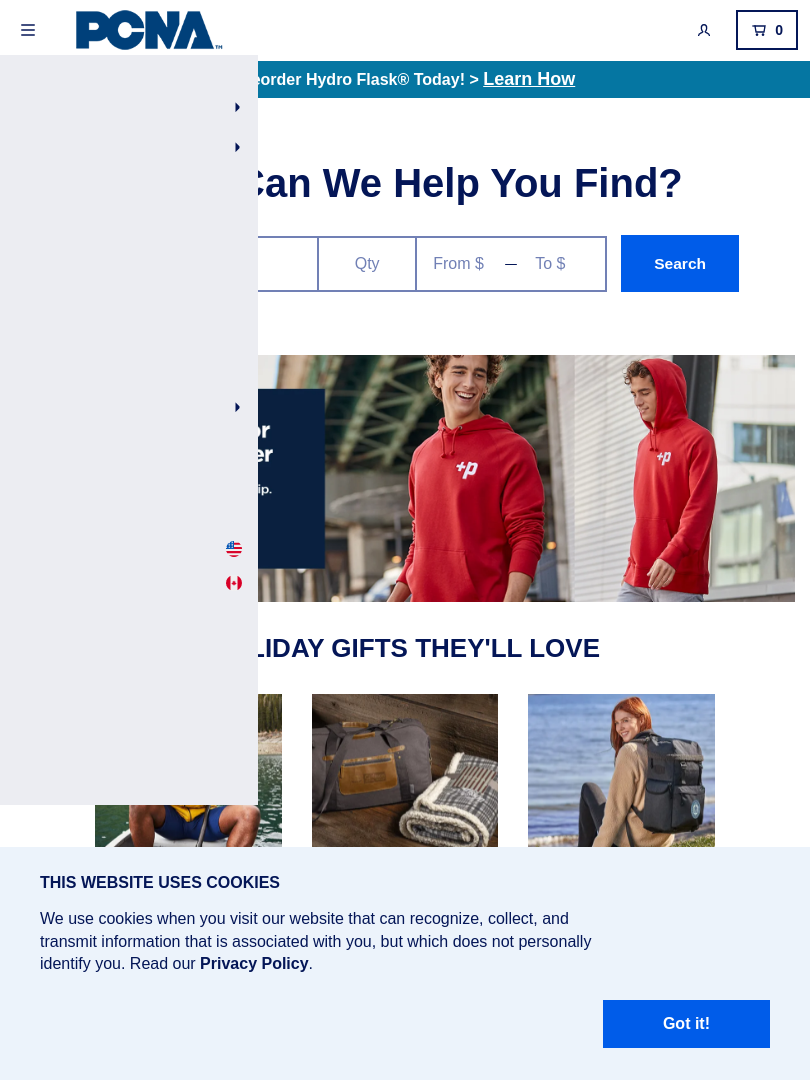 PCNA™
0
eorder Hydro Flask® Today! > Learn How
Can We Help You Find?
Qty
From $
To $
Search
or
er
ip.
+p
+p
LIDAY GIFTS THEY'LL LOVE
THIS WEBSITE USES COOKIES
We use cookies when you visit our website that can recognize, collect, and
transmit information that is associated with you, but which does not personally
identify you. Read our Privacy Policy.
Got it!